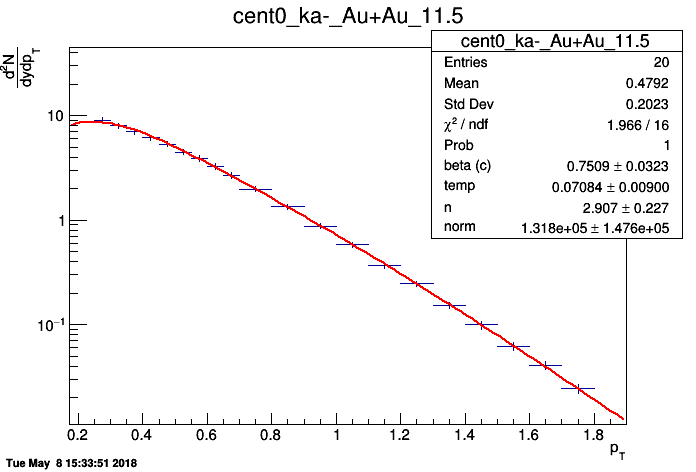 cent0_ka-_Au+Au_11.5
d²N
dydp_T
cent0_ka-_Au+Au_11.5
Entries 20
Mean 0.4792
Std Dev 0.2023
χ² / ndf 1.966 / 16
Prob 1
beta (c) 0.7509 ± 0.0323
temp 0.07084 ± 0.00900
n 2.907 ± 0.227
norm 1.318e+05 ± 1.476e+05
10
1
10⁻¹
0.2 0.4 0.6 0.8 1 1.2 1.4 1.6 1.8
p_T
Tue May 8 15:33:51 2018